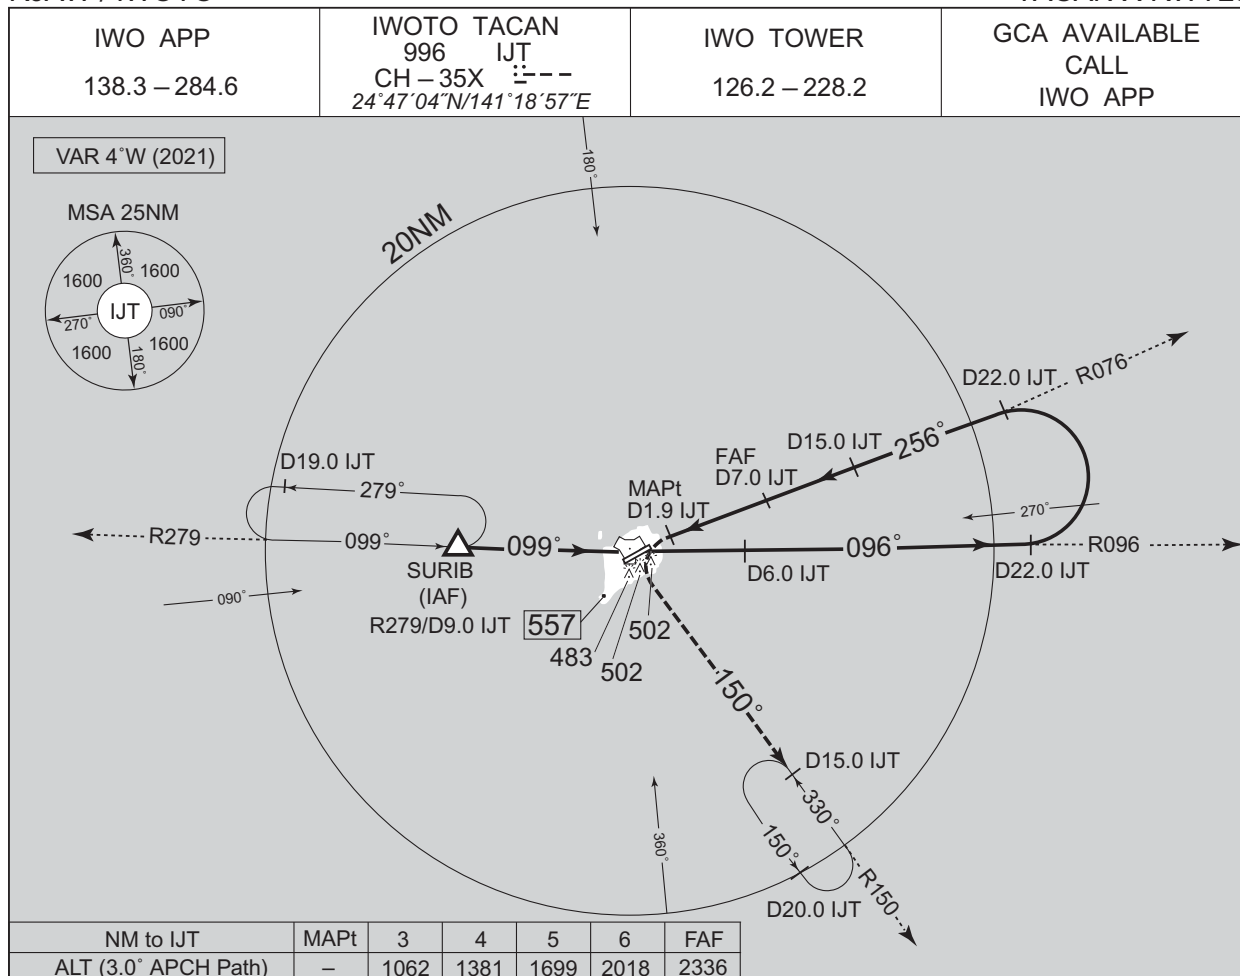 IWO APP
138.3 – 284.6
IWOTO TACAN
996 IJT
CH – 35X
24°47´04˝N/141°18´57˝E
IWO TOWER
126.2 – 228.2
GCA AVAILABLE
CALL
IWO APP
VAR 4°W (2021)
MSA 25NM
360°
1600
1600
IJT
270°
090°
1600
1600
180°
180°
20NM
D22.0 IJT
R076
256°
D15.0 IJT
FAF
D7.0 IJT
MAPt
D1.9 IJT
D19.0 IJT
279°
270°
R279
099°
099°
096°
R096
SURIB
(IAF)
R279/D9.0 IJT
D6.0 IJT
D22.0 IJT
090°
557
502
483
502
150°
D15.0 IJT
330°
150°
360°
R150
D20.0 IJT
NM to IJT MAPt 3 4 5 6 FAF
ALT (3.0° APCH Path) – 1062 1381 1699 2018 2336